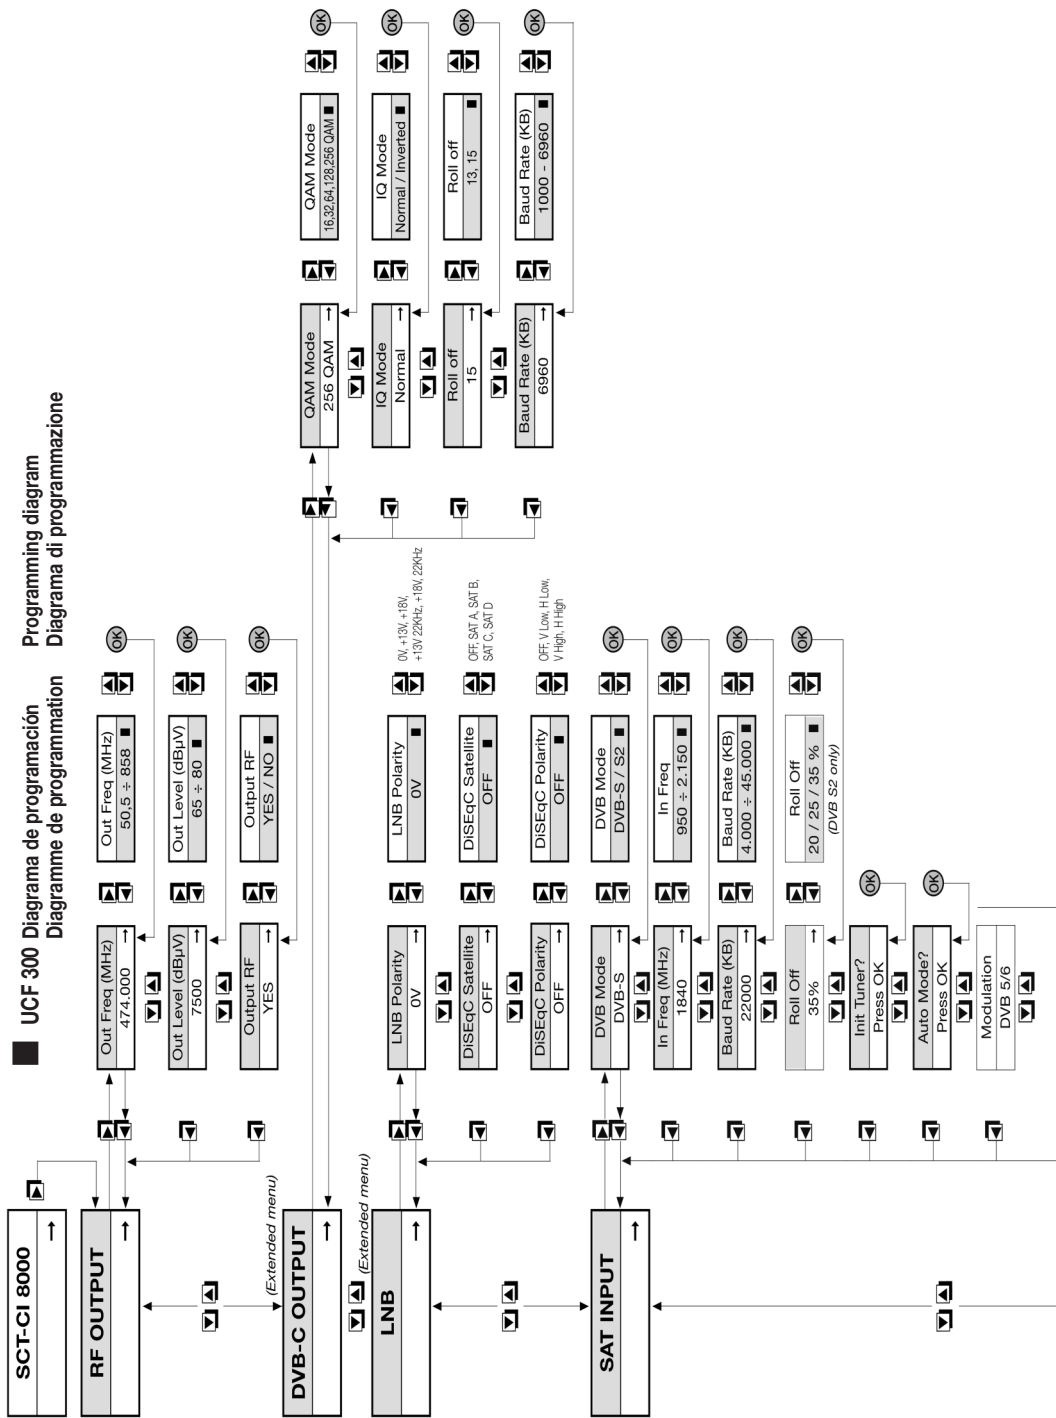 UCF 300 Diagrama de programación
Programming diagram
Diagramme de programmation
Diagrama di programmazione
SCT-CI 8000
→
RF OUTPUT
→
Out Freq (MHz)
474.000 →
Out Freq (MHz)
50,5 ÷ 858 ■
OK
Out Level (dBµV)
7500 →
Out Level (dBµV)
65 ÷ 80 ■
OK
Output RF
YES →
Output RF
YES / NO ■
OK
(Extended menu)
DVB-C OUTPUT
→
QAM Mode
256 QAM →
QAM Mode
16,32,64,128,256 QAM ■
OK
IQ Mode
Normal →
IQ Mode
Normal / Inverted ■
OK
Roll off
15 →
Roll off
13, 15 ■
OK
Baud Rate (KB)
6960 →
Baud Rate (KB)
1000 - 6960 ■
OK
(Extended menu)
LNB
→
LNB Polarity
0V →
LNB Polarity
0V ■
0V, +13V, +18V,
+13V 22KHz, +18V, 22KHz
DiSEqC Satellite
OFF →
DiSEqC Satellite
OFF ■
OFF, SAT A, SAT B,
SAT C, SAT D
DiSEqC Polarity
OFF →
DiSEqC Polarity
OFF ■
OFF, V Low, H Low,
V High, H High
SAT INPUT
→
DVB Mode
DVB-S →
DVB Mode
DVB-S / S2 ■
OK
In Freq (MHz)
1840 →
In Freq
950 ÷ 2.150 ■
OK
Baud Rate (KB)
22000 →
Baud Rate (KB)
4.000 ÷ 45.000 ■
OK
Roll Off
35% →
Roll Off
20 / 25 / 35 % ■
(DVB S2 only)
OK
Init Tuner?
Press OK
OK
Auto Mode?
Press OK
OK
Modulation
DVB 5/6